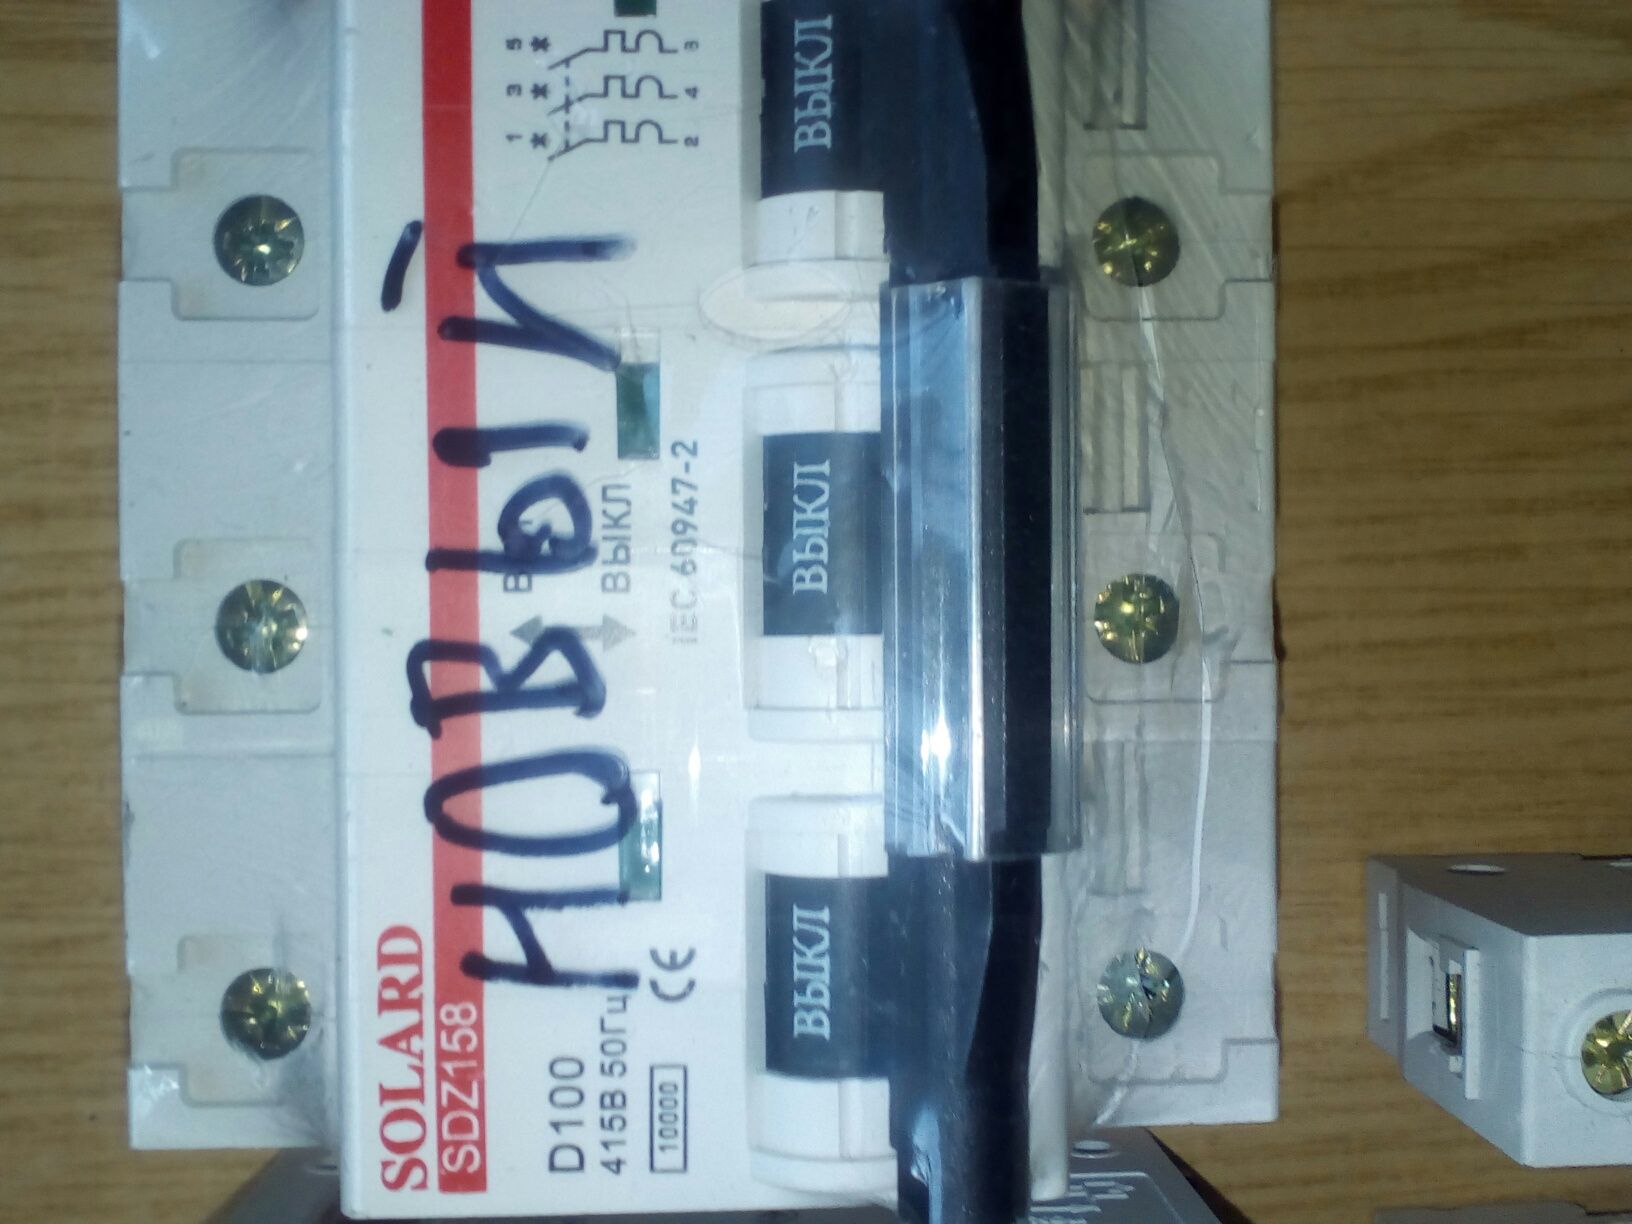 SOLARD
SDZ158
НОВЫЙ
D100
415В 50Гц
10000
CE
ВЫКЛ
IEC 60947-2
1 3 5
2 4 6
ВЫКЛ
ВЫКЛ
ВЫКЛ